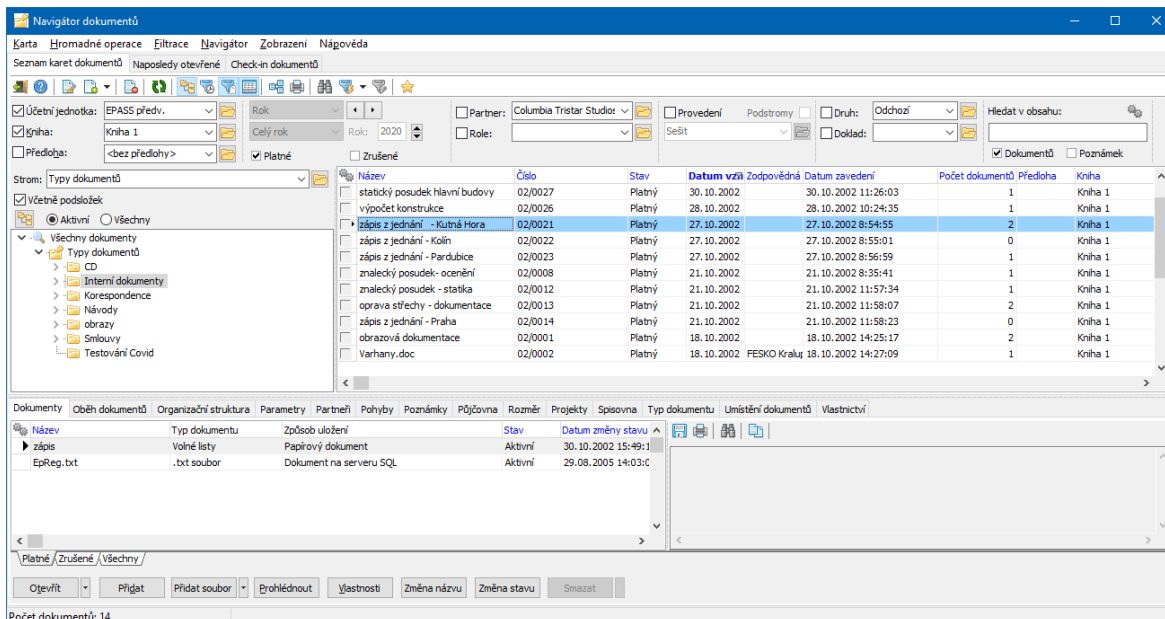 Navigátor dokumentů
Karta Hromadné operace Filtrace Navigátor Zobrazení Nápověda
Seznam karet dokumentů Naposledy otevřené Check-in dokumentů
Účetní jednotka: EPASS předv. Rok Partner: Columbia Tristar Studios Provedení Podstromy Druh: Odchozí Hledat v obsahu:
Kniha: Kniha 1 Celý rok Rok: 2020 Role: Sešit Doklad:
Předloha: <bez předlohy> Platné Zrušené Dokumentů Poznámek
Strom: Typy dokumentů
Včetně podsložek
Aktivní Všechny
Všechny dokumenty
Typy dokumentů
CD
Interní dokumenty
Korespondence
Návody
obrazy
Smlouvy
Testování Covid
Název Číslo Stav Datum vzn Zodpovědná Datum zavedení Počet dokumentů Předloha Kniha
statický posudek hlavní budovy 02/0027 Platný 30.10.2002 30.10.2002 11:26:03 1 Kniha 1
výpočet konstrukce 02/0026 Platný 28.10.2002 28.10.2002 10:24:35 1 Kniha 1
zápis z jednání - Kutná Hora 02/0021 Platný 27.10.2002 27.10.2002 8:54:55 2 Kniha 1
zápis z jednání - Kolín 02/0022 Platný 27.10.2002 27.10.2002 8:55:01 0 Kniha 1
zápis z jednání - Pardubice 02/0023 Platný 27.10.2002 27.10.2002 8:56:59 1 Kniha 1
znalecký posudek- ocenění 02/0008 Platný 21.10.2002 21.10.2002 8:35:41 1 Kniha 1
znalecký posudek - statika 02/0012 Platný 21.10.2002 21.10.2002 11:57:34 1 Kniha 1
oprava střechy - dokumentace 02/0013 Platný 21.10.2002 21.10.2002 11:58:07 2 Kniha 1
zápis z jednání - Praha 02/0014 Platný 21.10.2002 21.10.2002 11:58:23 0 Kniha 1
obrazová dokumentace 02/0001 Platný 18.10.2002 18.10.2002 14:25:17 2 Kniha 1
Varhany.doc 02/0002 Platný 18.10.2002 FESKO Kralup 18.10.2002 14:27:09 1 Kniha 1
Dokumenty Oběh dokumentů Organizační struktura Parametry Partneři Pohyby Poznámky Půjčovna Rozměr Projekty Spisovna Typ dokumentu Umístění dokumentů Vlastnictví
Název Typ dokumentu Způsob uložení Stav Datum změny stavu
zápis Volné listy Papírový dokument Aktivní 30.10.2002 15:49:1
EpReg.txt .txt soubor Dokument na serveru SQL Aktivní 29.08.2005 14:03:0
Platné Zrušené Všechny
Otevřít Přidat Přidat soubor Prohlédnout Vlastnosti Změna názvu Změna stavu Smazat
Počet dokumentů: 14